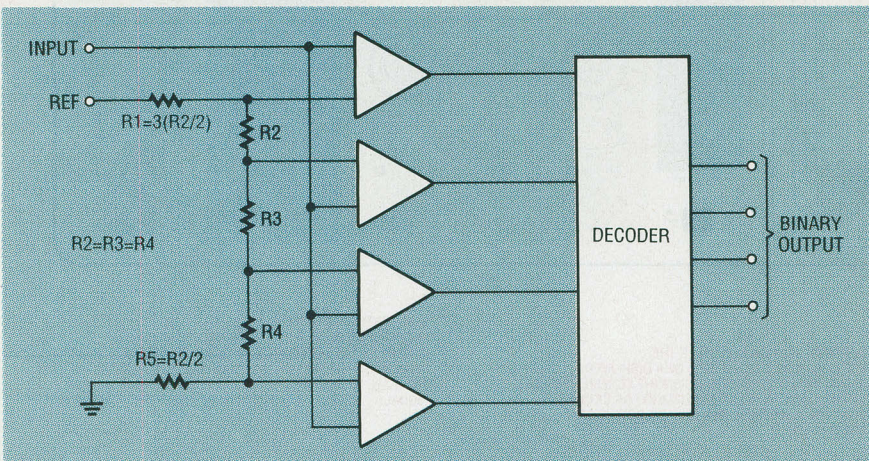 INPUT
REF
R1=3(R2/2)
R2
R3
R2=R3=R4
DECODER
BINARY
OUTPUT
R4
R5=R2/2